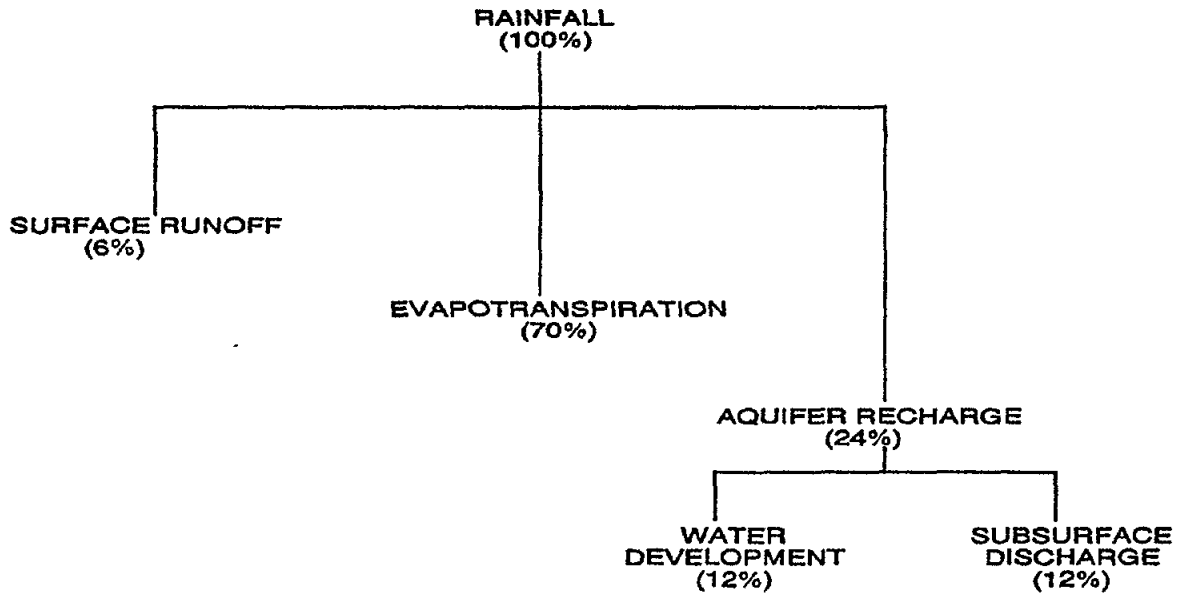 RAINFALL
(100%)
SURFACE RUNOFF
(6%)
EVAPOTRANSPIRATION
(70%)
AQUIFER RECHARGE
(24%)
WATER
DEVELOPMENT
(12%)
SUBSURFACE
DISCHARGE
(12%)